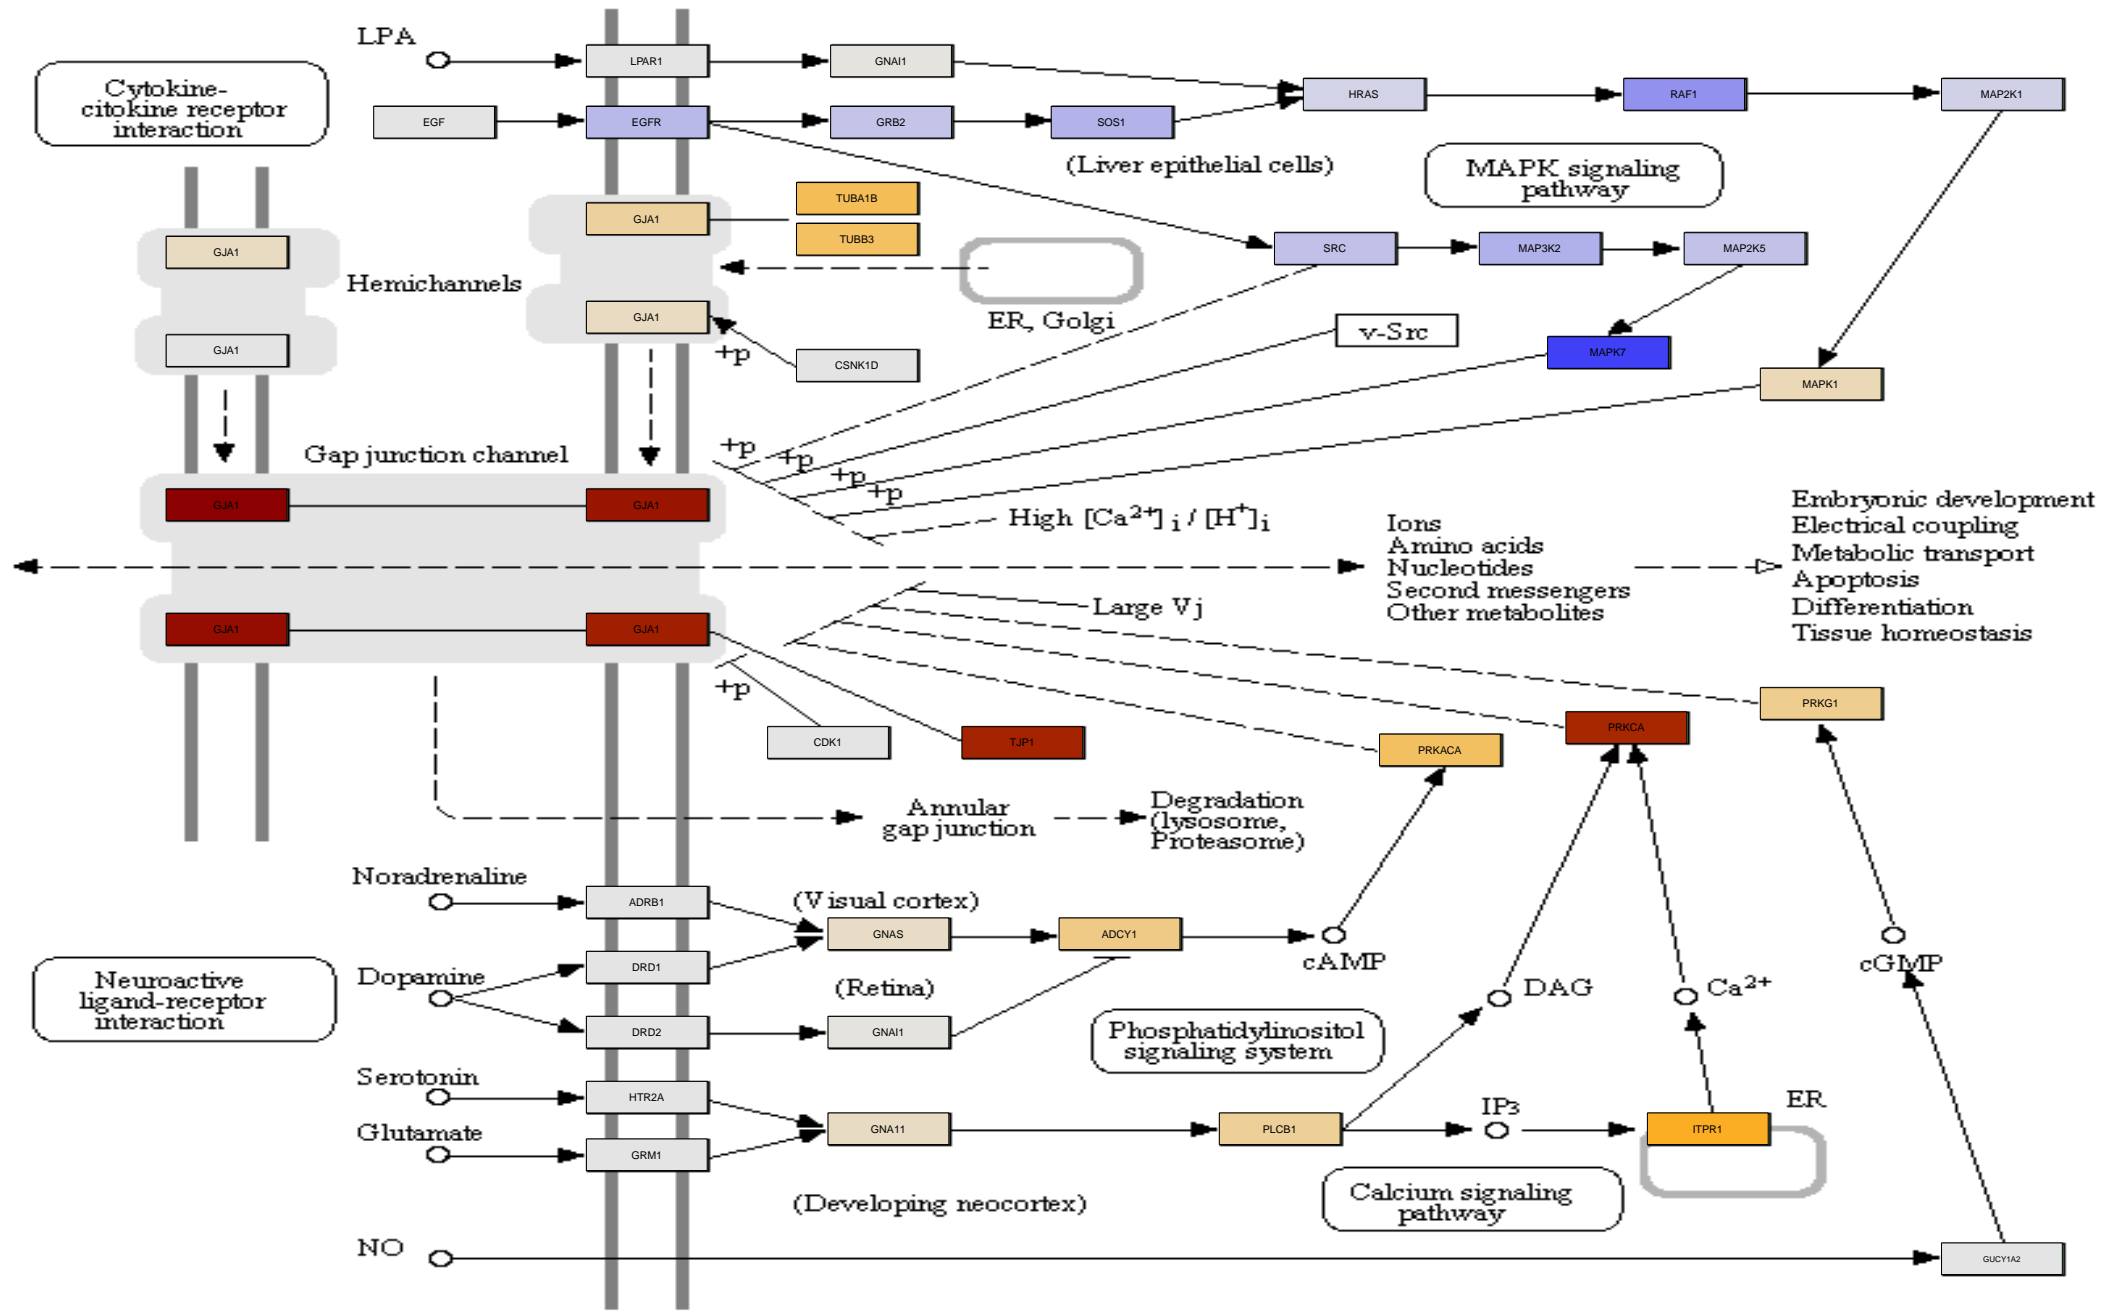 LPA
LPAR1
GNAI1
Cytokine-
citokine receptor
interaction
HRAS
RAF1
MAP2K1
EGF
EGFR
GRB2
SOS1
(Liver epithelial cells)
MAPK signaling
pathway
TUBA1B
GJA1
TUBB3
GJA1
SRC
MAP3K2
MAP2K5
Hemichannels
GJA1
ER, Golgi
v-Src
+p
GJA1
CSNK1D
MAPK7
MAPK1
Gap junction channel
+p
+p
+p
+p
GJA1
GJA1
High [Ca2+] i / [H+]i
Ions
Amino acids
Nucleotides
Second messengers
Other metabolites
Embryonic development
Electrical coupling
Metabolic transport
Apoptosis
Differentiation
Tissue homeostasis
Large Vj
GJA1
GJA1
+p
CDK1
TJP1
PRKACA
PRKCA
PRKG1
Annular
gap junction
Degradation
(lysosome,
Proteasome)
Noradrenaline
ADRB1
(Visual cortex)
GNAS
ADCY1
cAMP
cGMP
DRD1
Dopamine
Neuroactive
ligand-receptor
interaction
(Retina)
DAG
Ca2+
DRD2
GNAI1
Phosphatidylinositol
signaling system
Serotonin
HTR2A
Glutamate
GRM1
GNA11
PLCB1
IP3
ITPR1
ER
(Developing neocortex)
Calcium signaling
pathway
NO
GUCY1A2